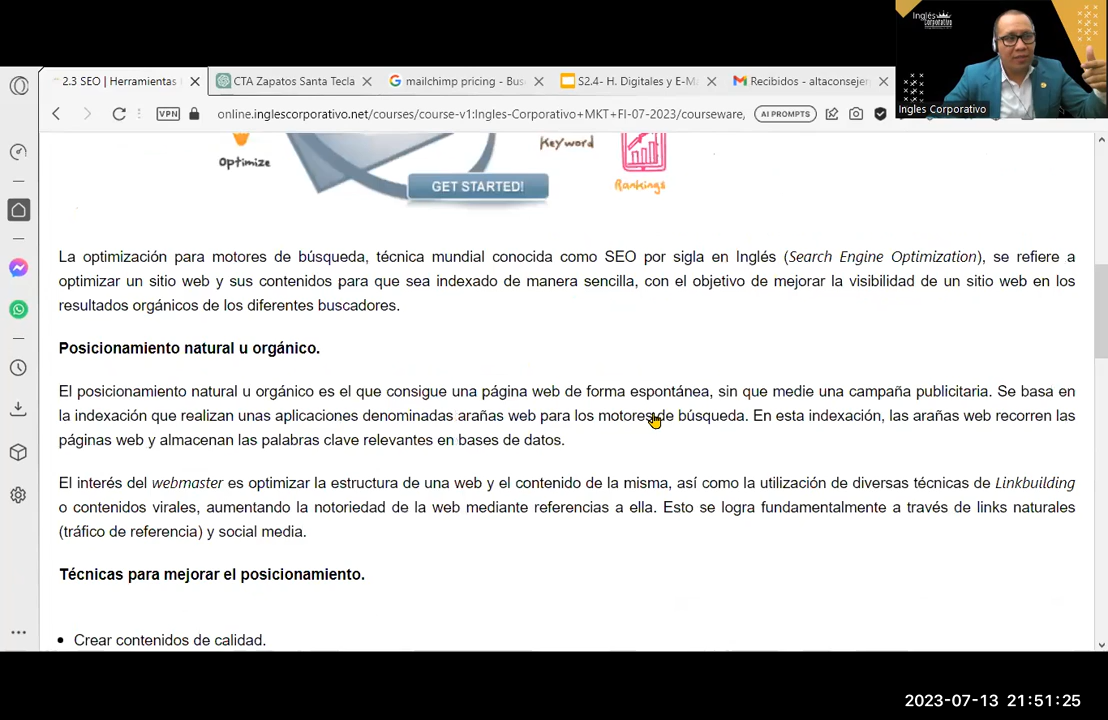 Inglés
Corporativo
Ingles Corporativo
2.3 SEO | Herramientas
CTA Zapatos Santa Tecla
mailchimp pricing - Bus
S2.4- H. Digitales y E-M
Recibidos - altaconsejer
VPN
online.inglescorporativo.net/courses/course-v1:Ingles-Corporativo+MKT+FI-07-2023/courseware,
AI PROMPTS
Optimize
Keyword
GET STARTED!
Rankings
La optimización para motores de búsqueda, técnica mundial conocida como SEO por sigla en Inglés (Search Engine Optimization), se refiere a
optimizar un sitio web y sus contenidos para que sea indexado de manera sencilla, con el objetivo de mejorar la visibilidad de un sitio web en los
resultados orgánicos de los diferentes buscadores.
Posicionamiento natural u orgánico.
El posicionamiento natural u orgánico es el que consigue una página web de forma espontánea, sin que medie una campaña publicitaria. Se basa en
la indexación que realizan unas aplicaciones denominadas arañas web para los motores de búsqueda. En esta indexación, las arañas web recorren las
páginas web y almacenan las palabras clave relevantes en bases de datos.
El interés del webmaster es optimizar la estructura de una web y el contenido de la misma, así como la utilización de diversas técnicas de Linkbuilding
o contenidos virales, aumentando la notoriedad de la web mediante referencias a ella. Esto se logra fundamentalmente a través de links naturales
(tráfico de referencia) y social media.
Técnicas para mejorar el posicionamiento.
• Crear contenidos de calidad.
2023-07-13 21:51:25